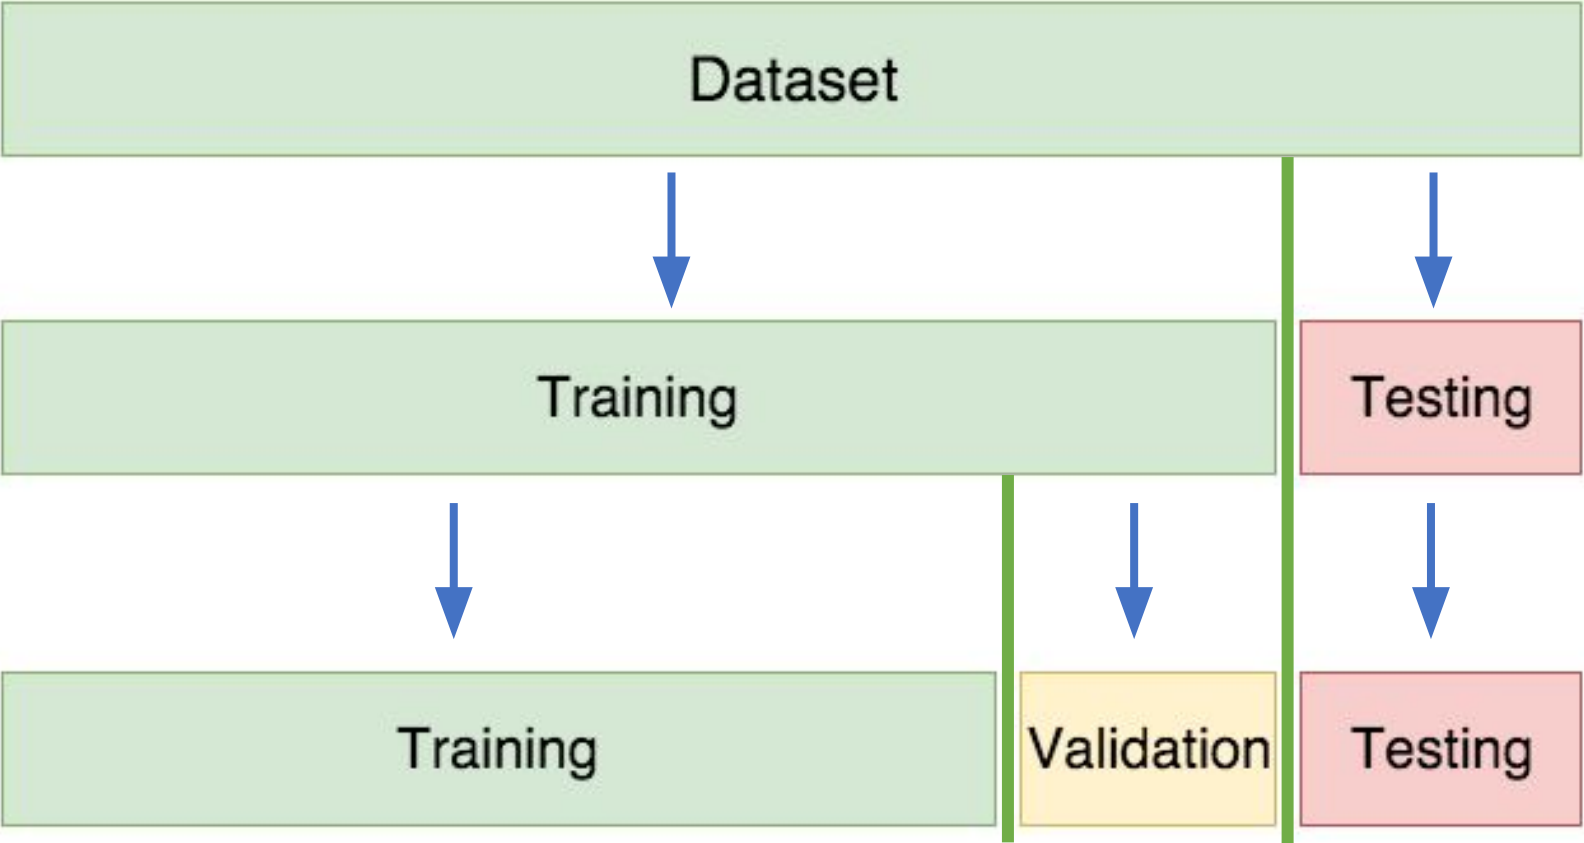 Dataset
Training
Testing
Training
Validation
Testing